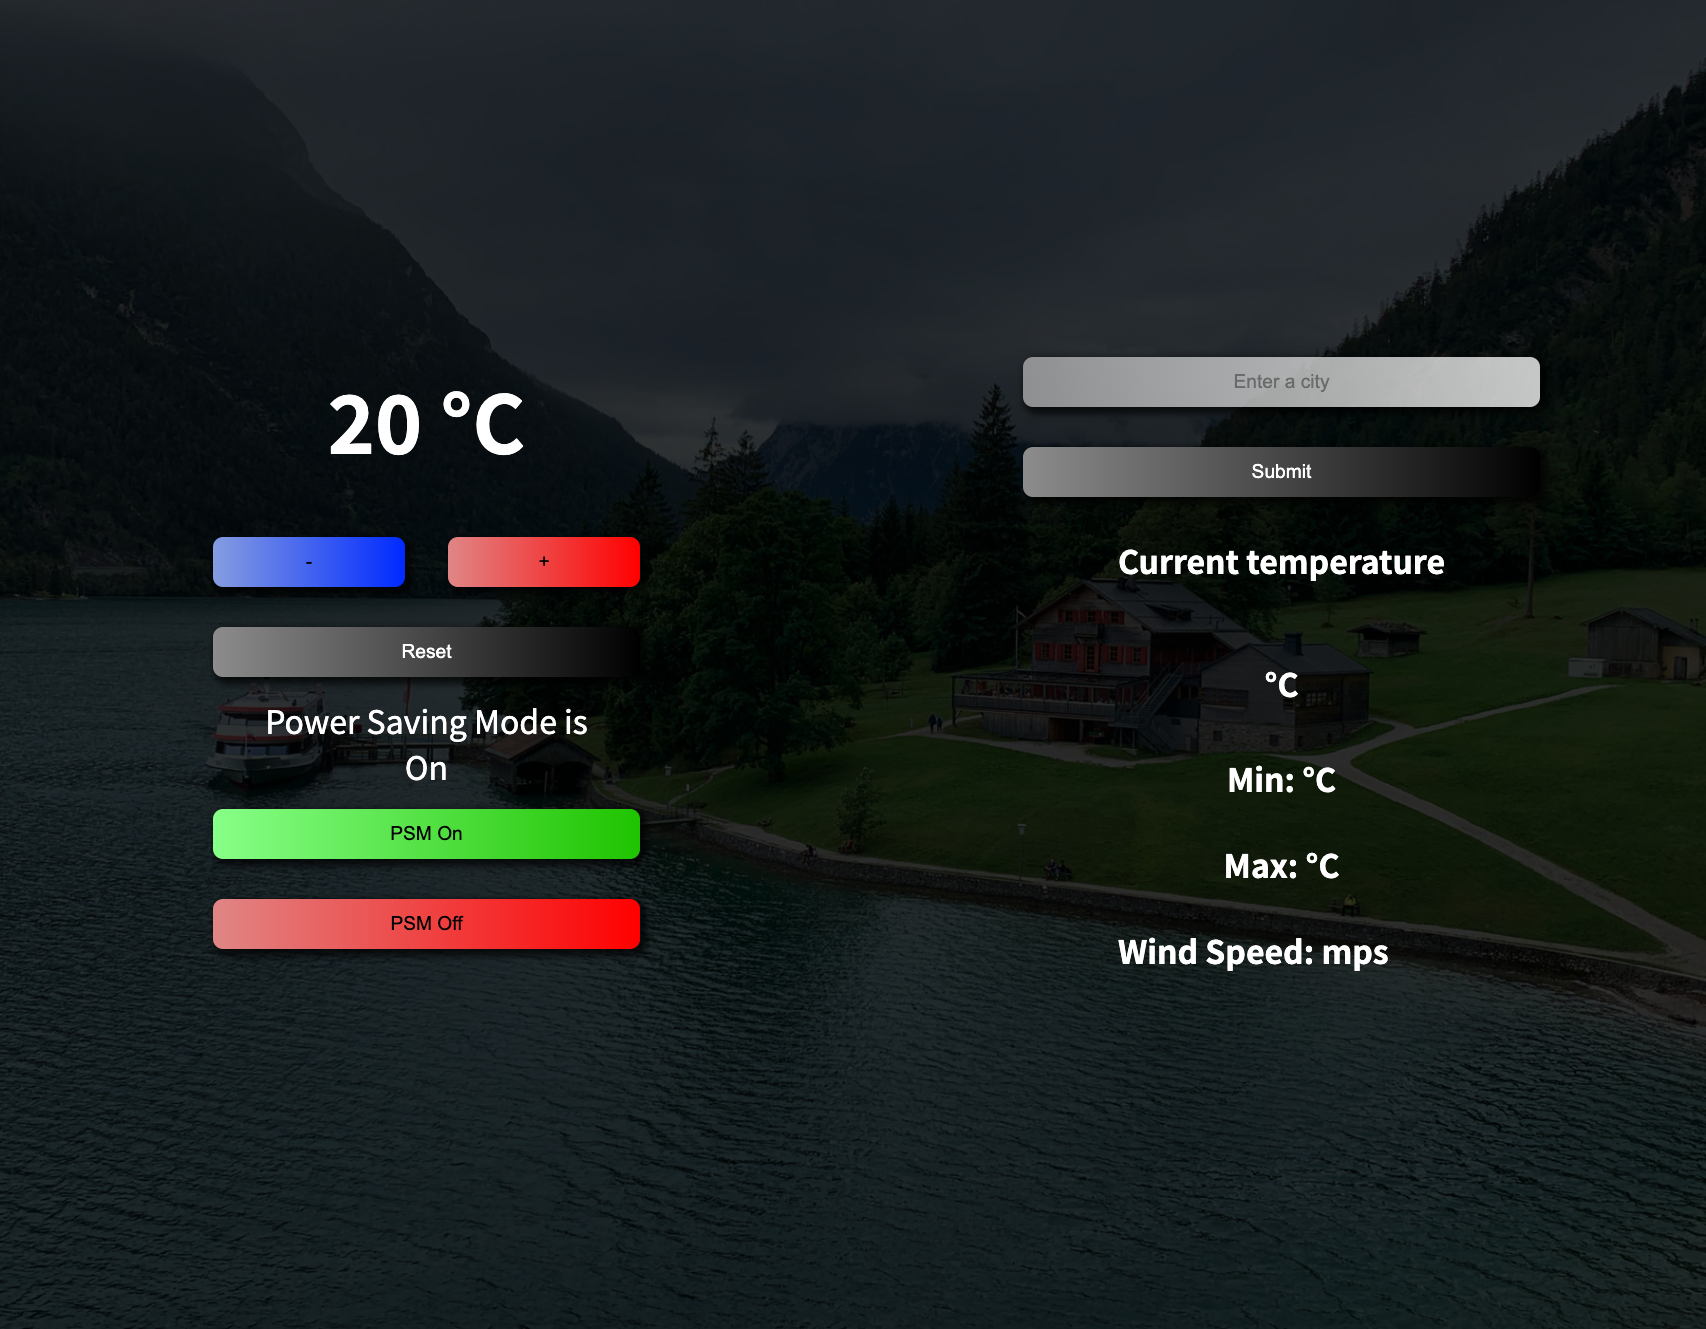 20 °C
-
+
Reset
Power Saving Mode is
On
PSM On
PSM Off
Enter a city
Submit
Current temperature
°C
Min: °C
Max: °C
Wind Speed: mps